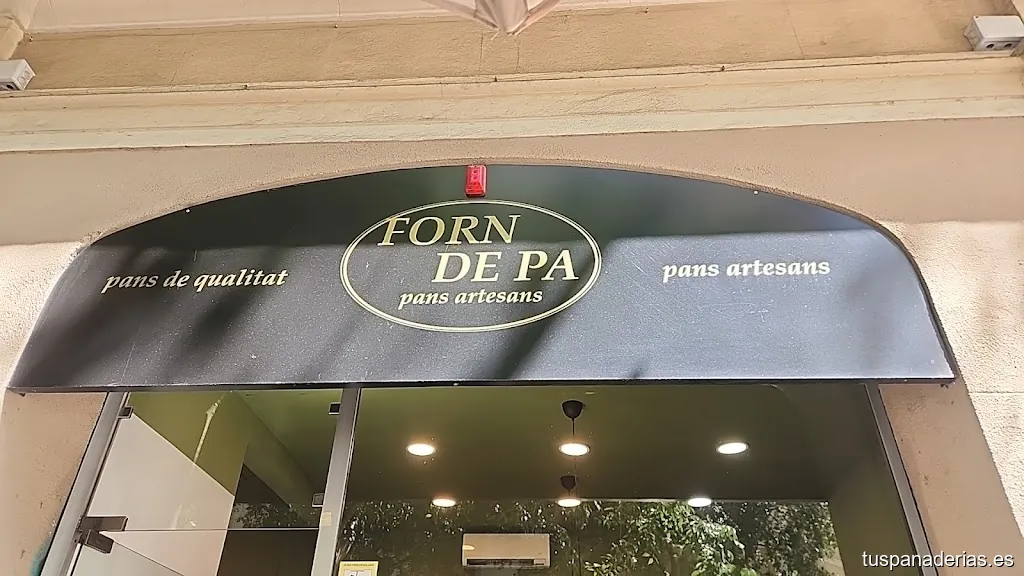 FORN
DE PA
pans artesans
pans de qualitat
pans artesans
tuspanaderias.es